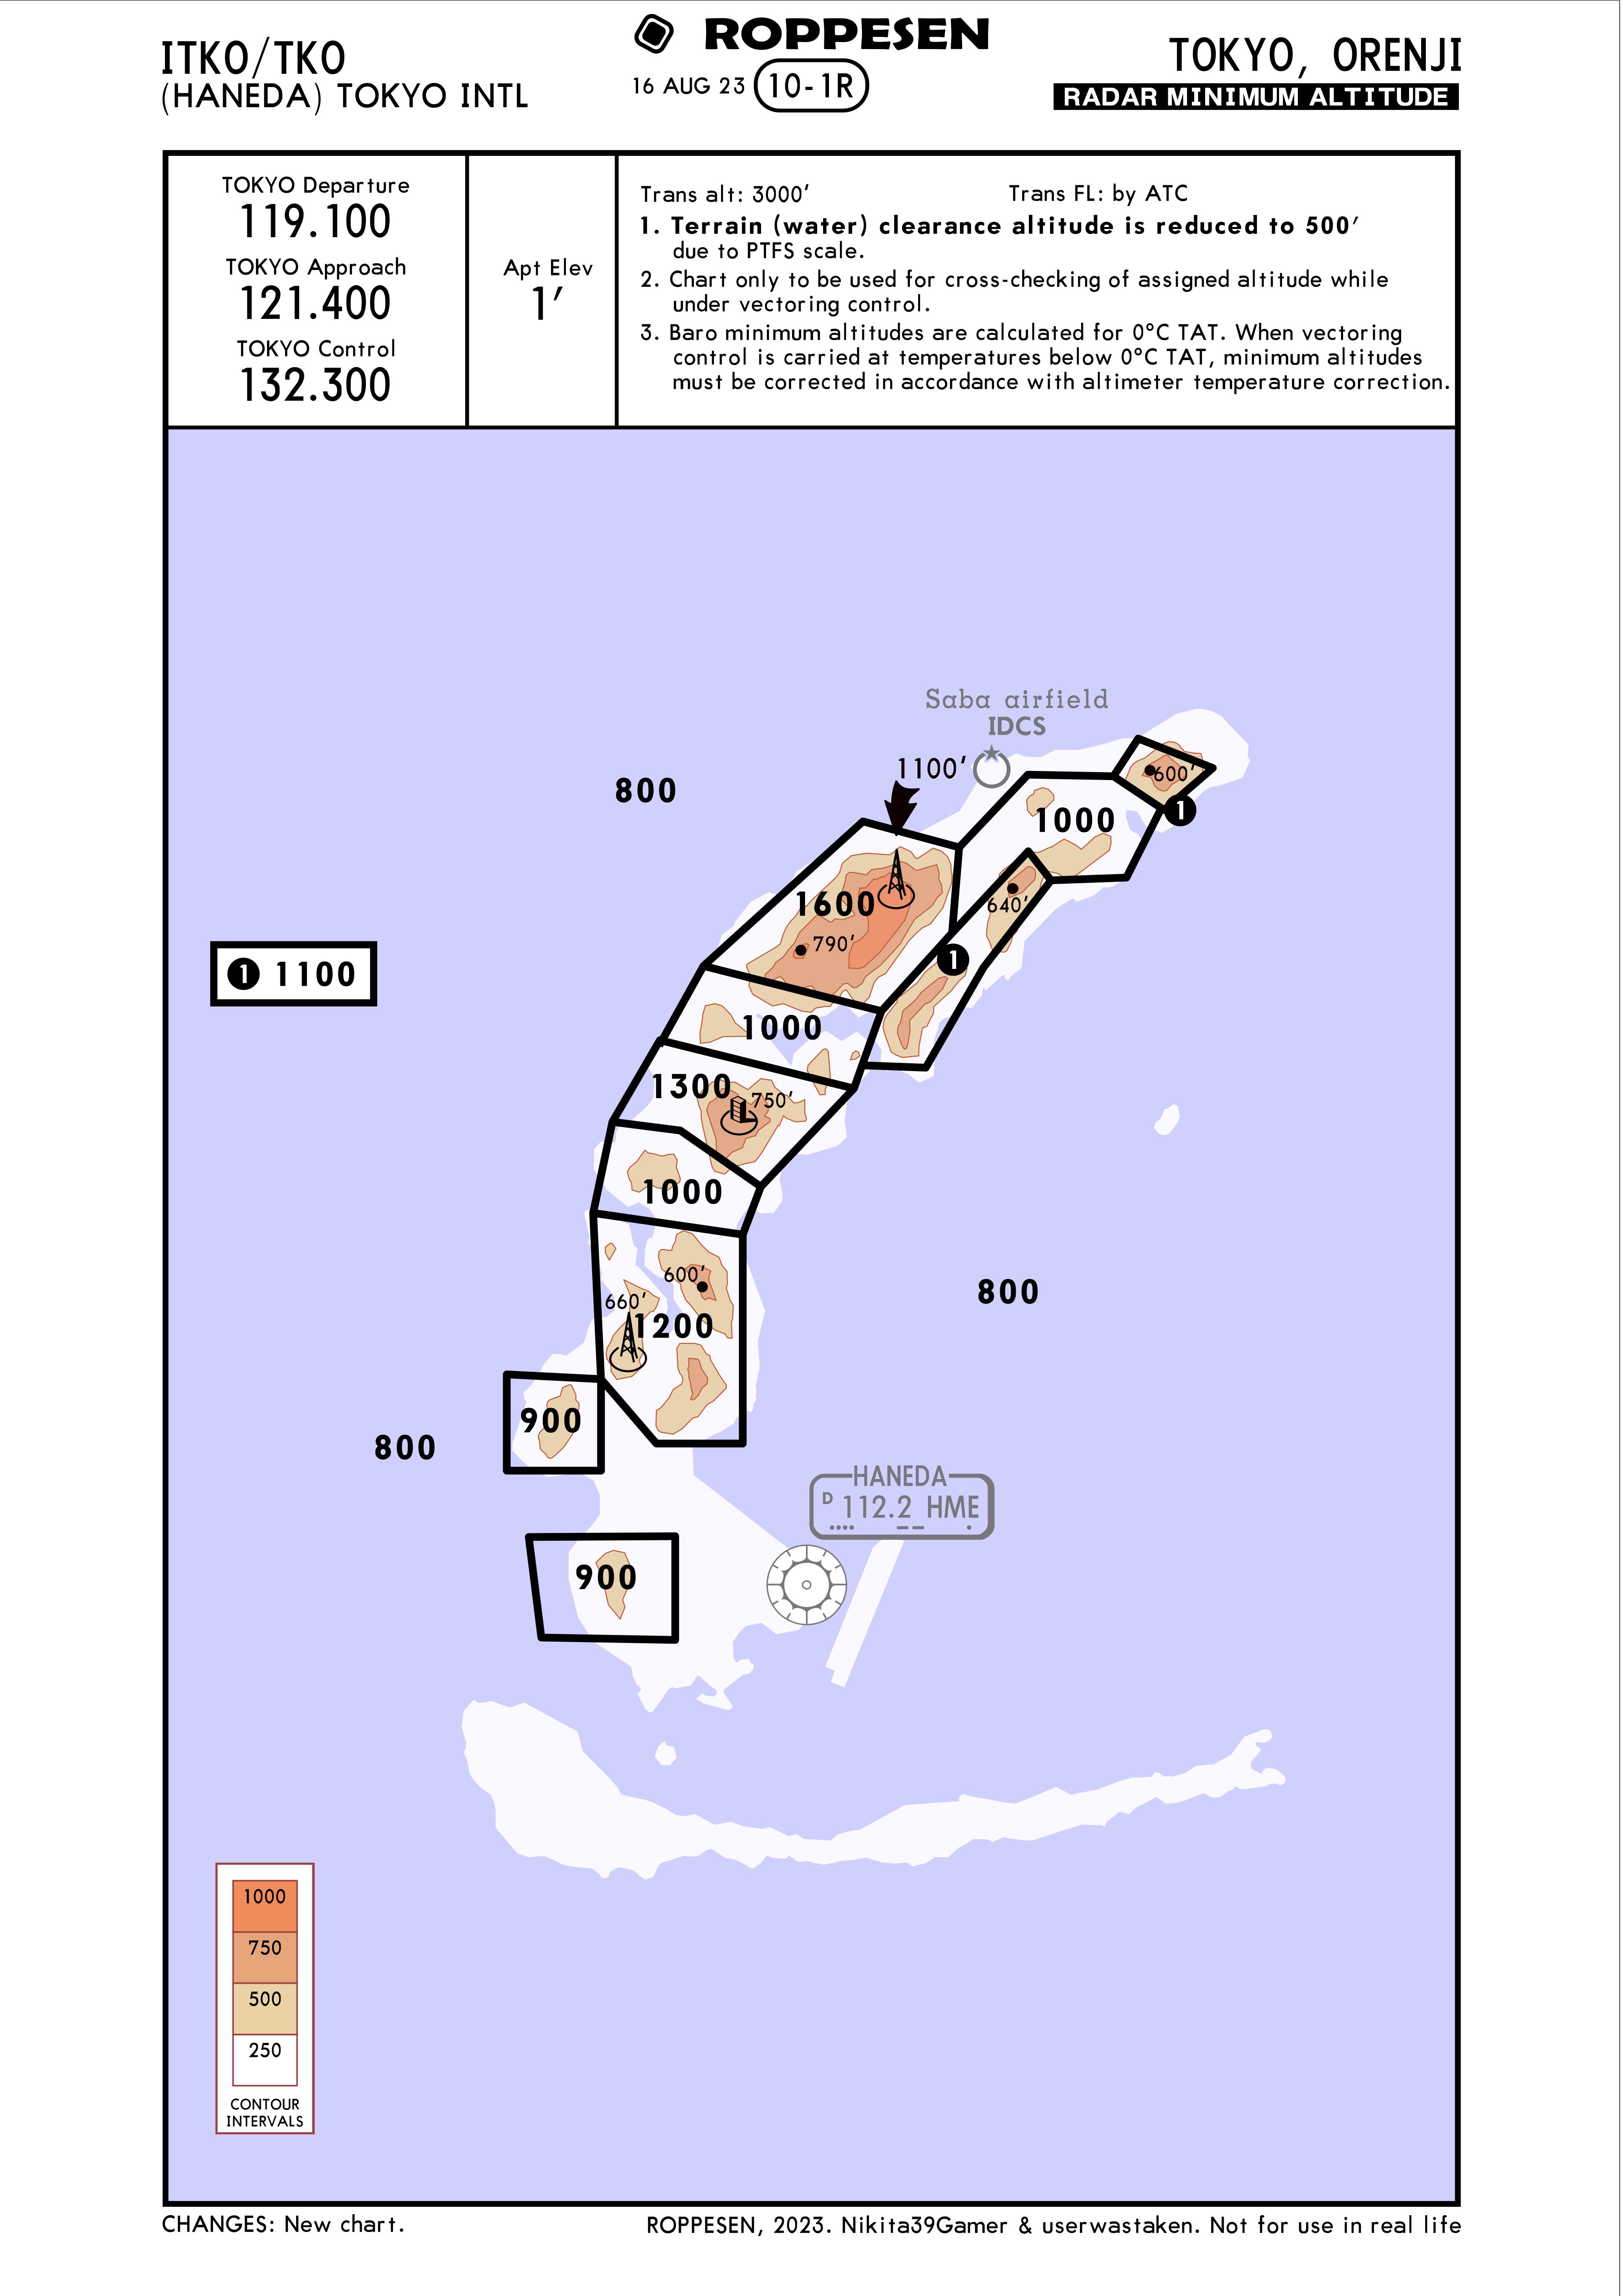 ITKO/TKO
(HANEDA) TOKYO INTL
ROPPESEN
16 AUG 23 10-1R
TOKYO, ORENJI
RADAR MINIMUM ALTITUDE
TOKYO Departure
119.100
TOKYO Approach
121.400
TOKYO Control
132.300
Apt Elev
1'
Trans alt: 3000' Trans FL: by ATC
1. Terrain (water) clearance altitude is reduced to 500'
due to PTFS scale.
2. Chart only to be used for cross-checking of assigned altitude while
under vectoring control.
3. Baro minimum altitudes are calculated for 0°C TAT. When vectoring
control is carried at temperatures below 0°C TAT, minimum altitudes
must be corrected in accordance with altimeter temperature correction.
Saba airfield
IDCS
1100'
800
600'
1
1000
1600
640'
790'
1
1 1100
1000
1300
750'
1000
600'
660'
1200
800
900
800
HANEDA
D 112.2 HME
900
1000
750
500
250
CONTOUR
INTERVALS
CHANGES: New chart.
ROPPESEN, 2023. Nikita39Gamer & userwastaken. Not for use in real life